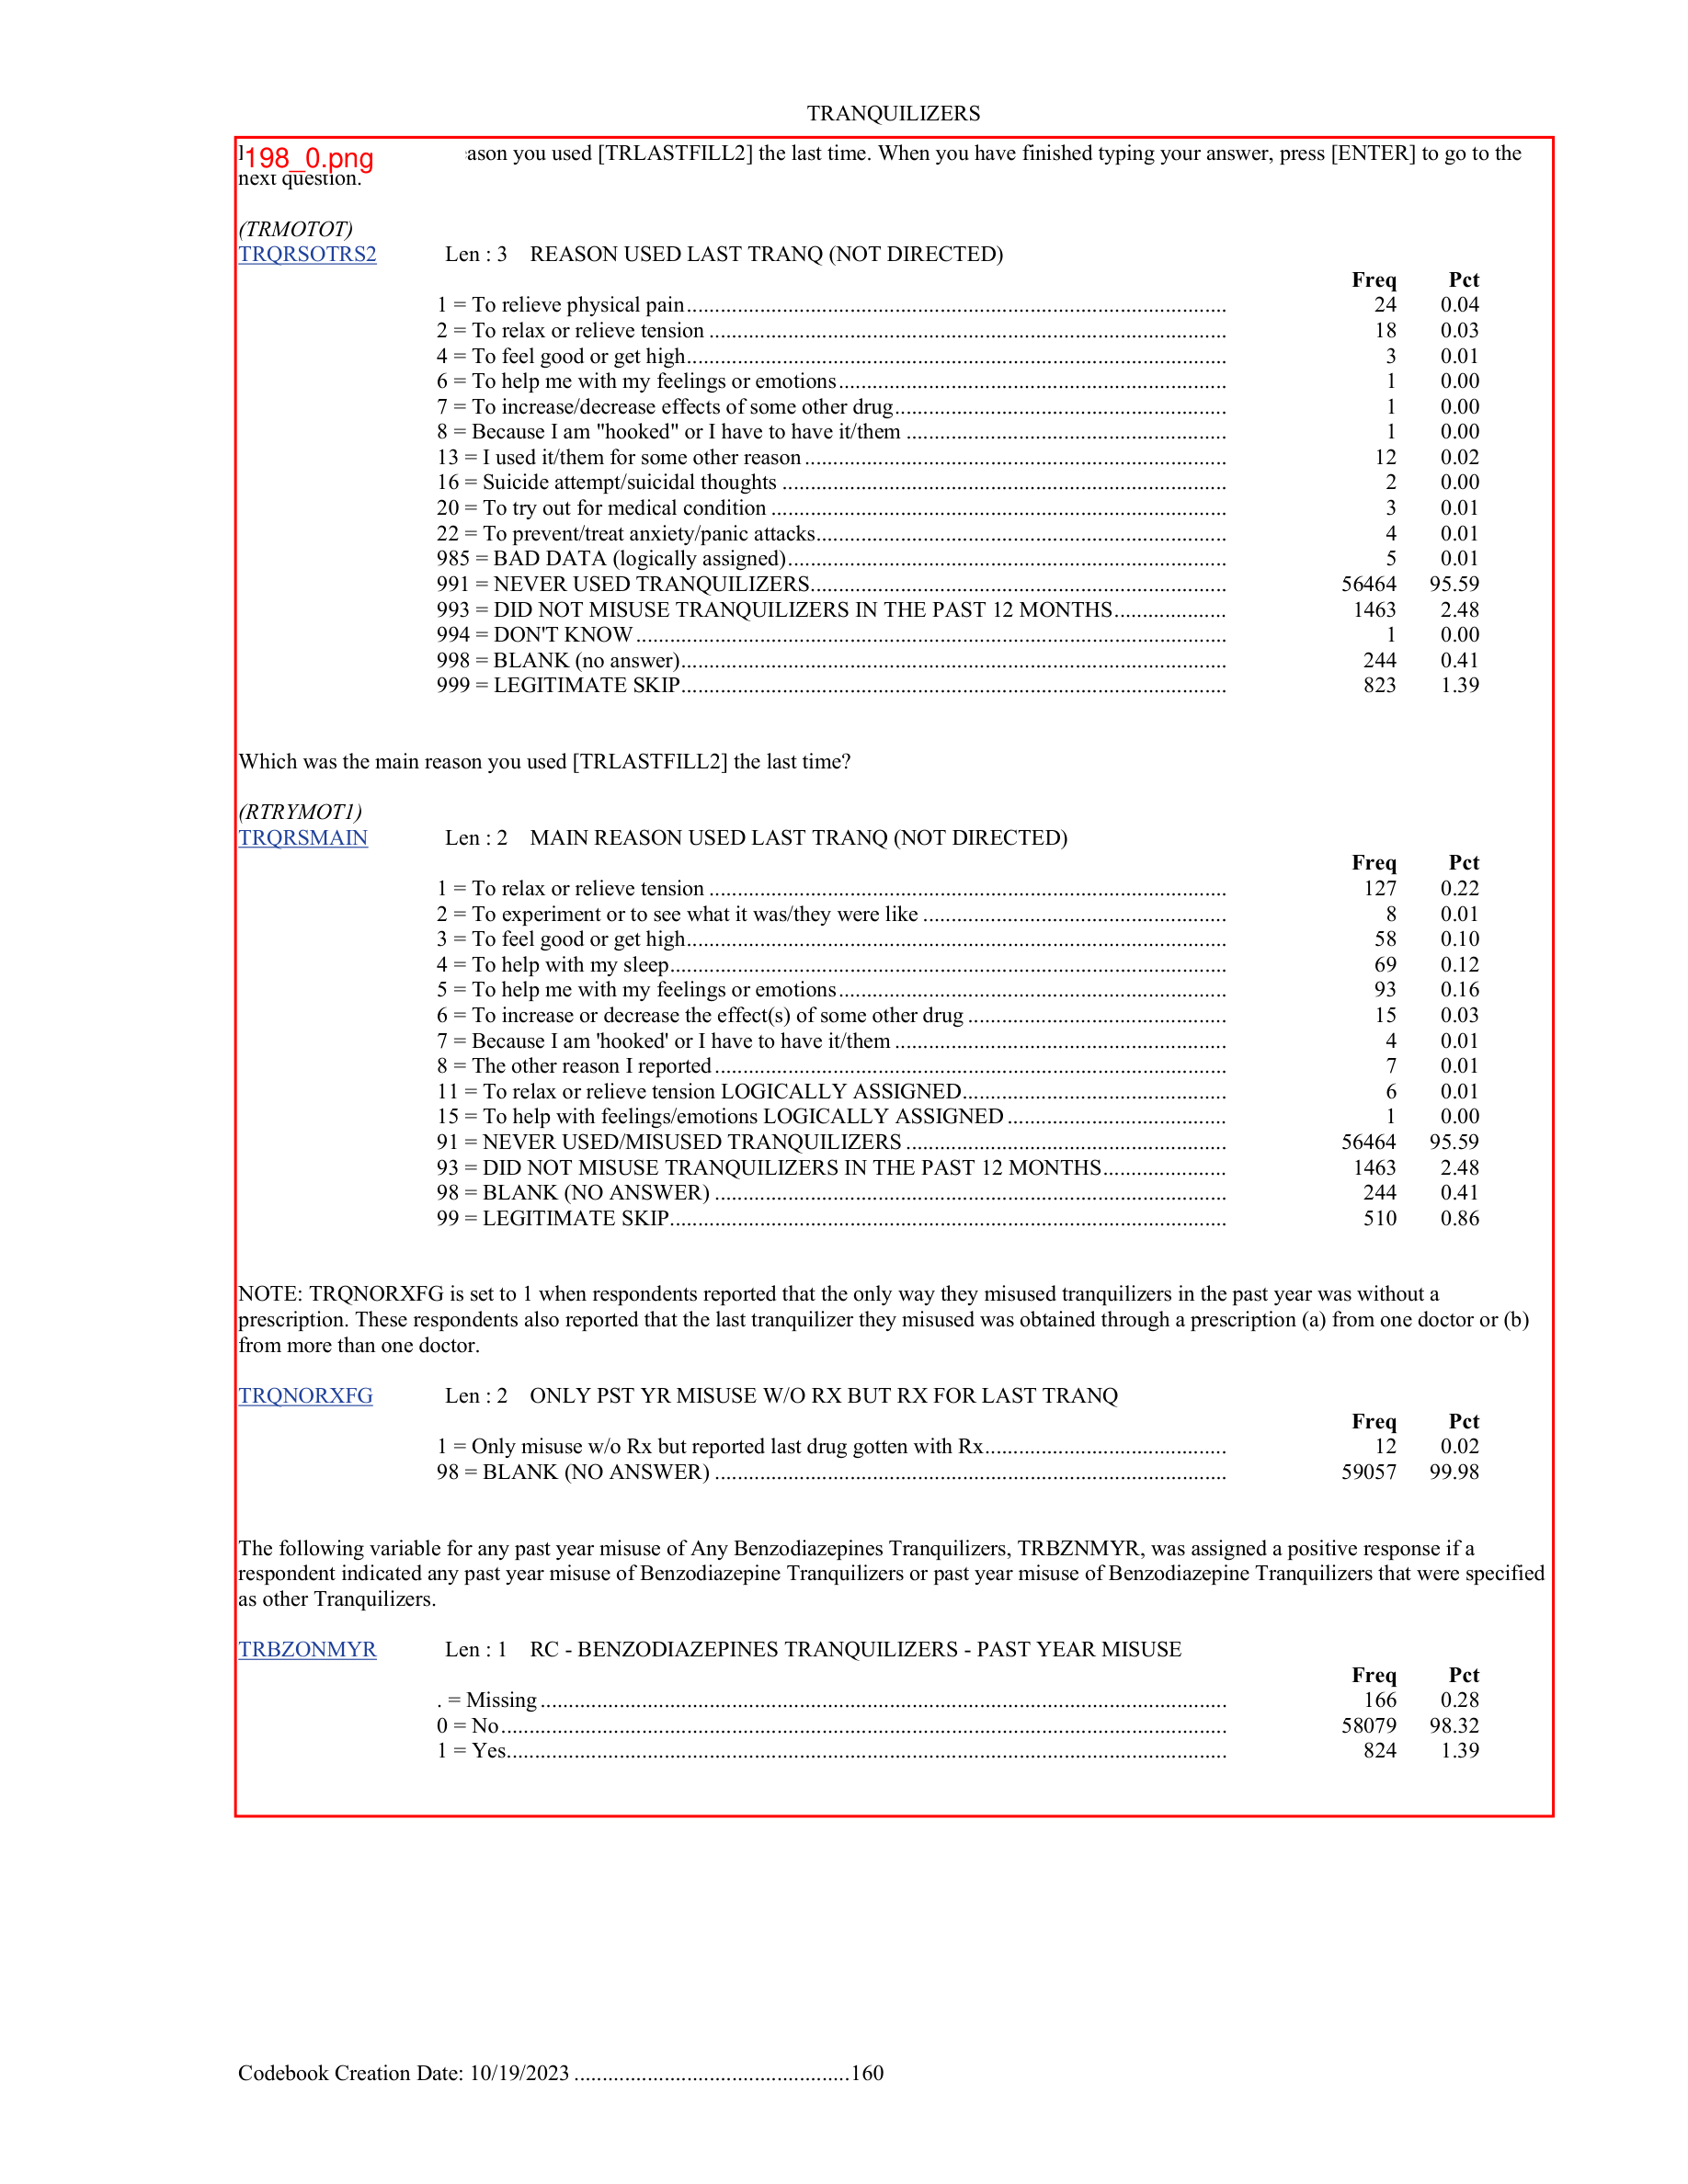 TRANQUILIZERS
198_0.png
you used [TRLASTFILL2] the last time. When you have finished typing your answer, press [ENTER] to go to the
next question.
(TRMOTOT)
TRQRSOTRS2 Len : 3 REASON USED LAST TRANQ (NOT DIRECTED)
Freq Pct
1 = To relieve physical pain 24 0.04
2 = To relax or relieve tension 18 0.03
4 = To feel good or get high 3 0.01
6 = To help me with my feelings or emotions 1 0.00
7 = To increase/decrease effects of some other drug 1 0.00
8 = Because I am "hooked" or I have to have it/them 1 0.00
13 = I used it/them for some other reason 12 0.02
16 = Suicide attempt/suicidal thoughts 2 0.00
20 = To try out for medical condition 3 0.01
22 = To prevent/treat anxiety/panic attacks 4 0.01
985 = BAD DATA (logically assigned) 5 0.01
991 = NEVER USED TRANQUILIZERS 56464 95.59
993 = DID NOT MISUSE TRANQUILIZERS IN THE PAST 12 MONTHS 1463 2.48
994 = DON'T KNOW 1 0.00
998 = BLANK (no answer) 244 0.41
999 = LEGITIMATE SKIP 823 1.39
Which was the main reason you used [TRLASTFILL2] the last time?
(RTRYMOT1)
TRQRSMAIN Len : 2 MAIN REASON USED LAST TRANQ (NOT DIRECTED)
Freq Pct
1 = To relax or relieve tension 127 0.22
2 = To experiment or to see what it was/they were like 8 0.01
3 = To feel good or get high 58 0.10
4 = To help with my sleep 69 0.12
5 = To help me with my feelings or emotions 93 0.16
6 = To increase or decrease the effect(s) of some other drug 15 0.03
7 = Because I am 'hooked' or I have to have it/them 4 0.01
8 = The other reason I reported 7 0.01
11 = To relax or relieve tension LOGICALLY ASSIGNED 6 0.01
15 = To help with feelings/emotions LOGICALLY ASSIGNED 1 0.00
91 = NEVER USED/MISUSED TRANQUILIZERS 56464 95.59
93 = DID NOT MISUSE TRANQUILIZERS IN THE PAST 12 MONTHS 1463 2.48
98 = BLANK (NO ANSWER) 244 0.41
99 = LEGITIMATE SKIP 510 0.86
NOTE: TRQNORXFG is set to 1 when respondents reported that the only way they misused tranquilizers in the past year was without a
prescription. These respondents also reported that the last tranquilizer they misused was obtained through a prescription (a) from one doctor or (b)
from more than one doctor.
TRQNORXFG Len : 2 ONLY PST YR MISUSE W/O RX BUT RX FOR LAST TRANQ
Freq Pct
1 = Only misuse w/o Rx but reported last drug gotten with Rx 12 0.02
98 = BLANK (NO ANSWER) 59057 99.98
The following variable for any past year misuse of Any Benzodiazepines Tranquilizers, TRBZNMYR, was assigned a positive response if a
respondent indicated any past year misuse of Benzodiazepine Tranquilizers or past year misuse of Benzodiazepine Tranquilizers that were specified
as other Tranquilizers.
TRBZONMYR Len : 1 RC - BENZODIAZEPINES TRANQUILIZERS - PAST YEAR MISUSE
Freq Pct
. = Missing 166 0.28
0 = No 58079 98.32
1 = Yes 824 1.39
Codebook Creation Date: 10/19/2023 160